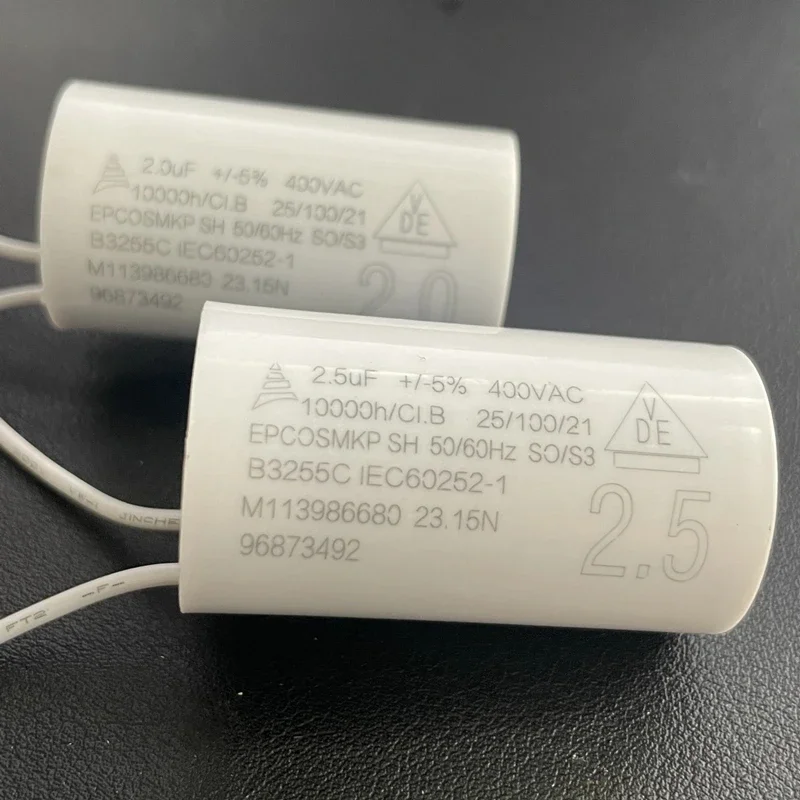 2.0uF +/-5% 400VAC
10000h/Cl.B 25/100/21
EPCOSMKP SH 50/60Hz SO/S3
B3255C IEC60252-1
M113986680 23.15N
96873492
VDE
2.0
2.5uF +/-5% 400VAC
10000h/Cl.B 25/100/21
EPCOSMKP SH 50/60Hz SO/S3
B3255C IEC60252-1
M113986680 23.15N
96873492
VDE
2.5
JINCHE
FT2 -F-